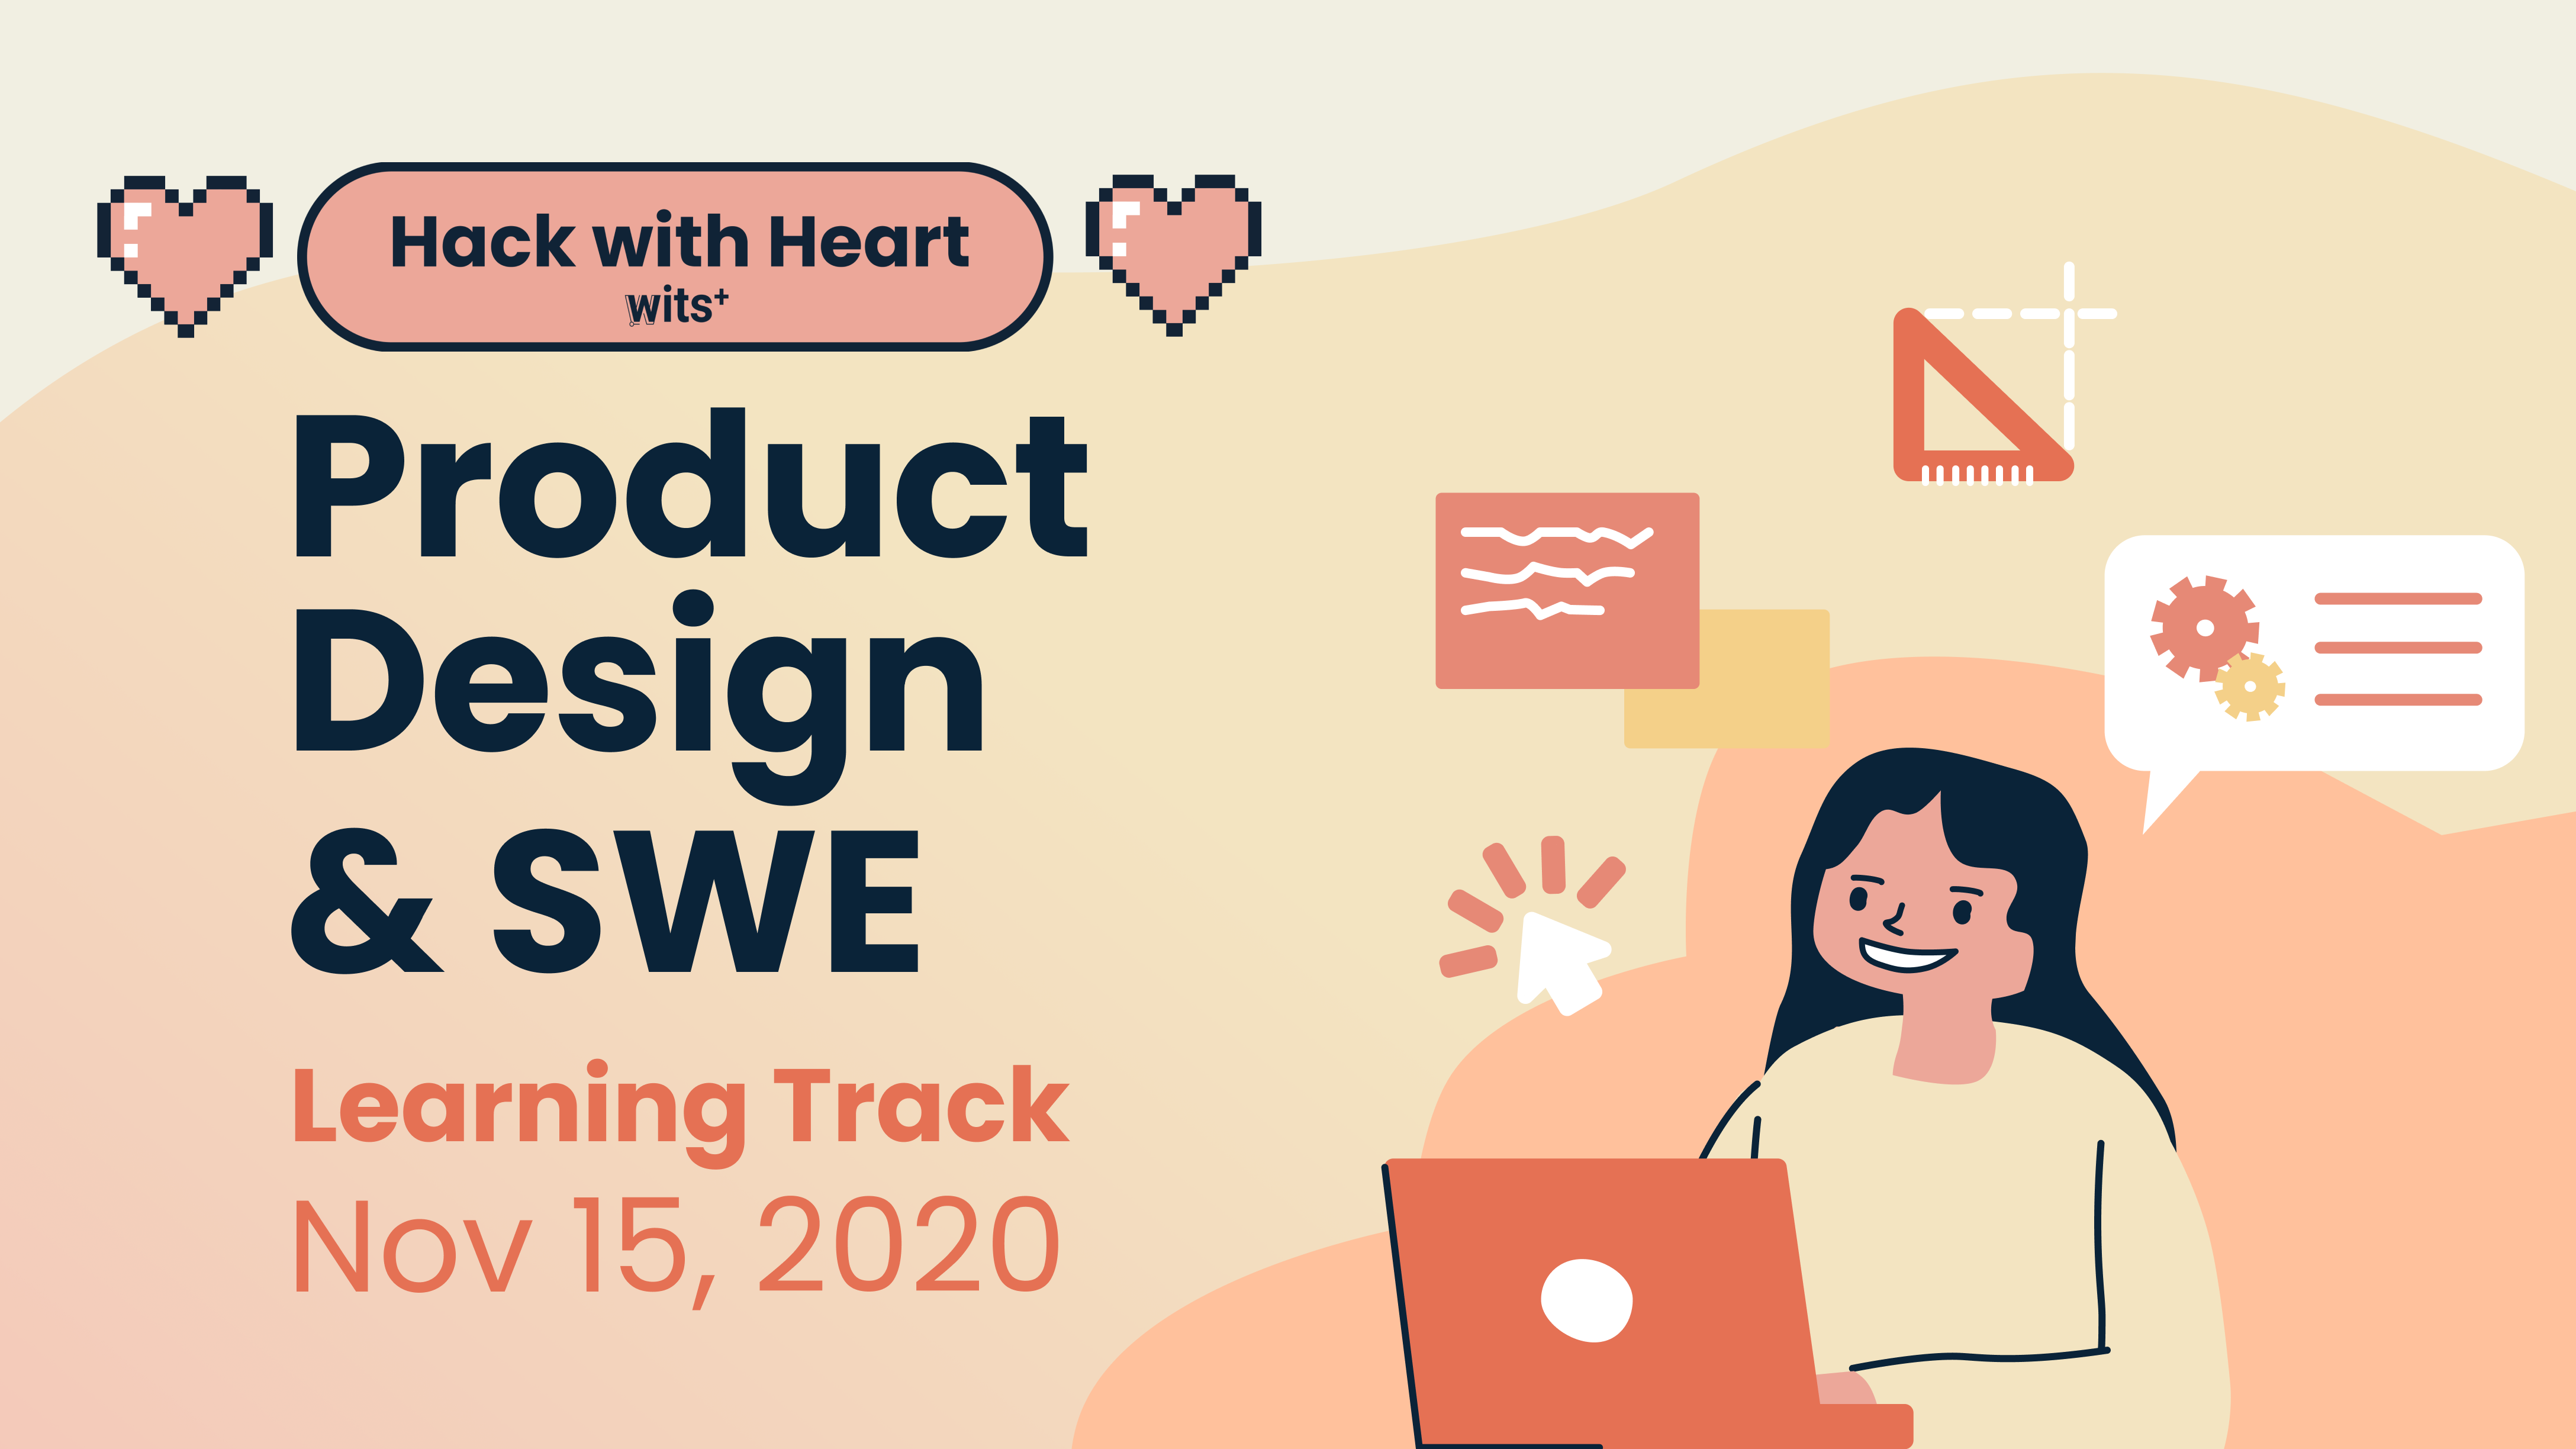 Hack with Heart
wits+
Product
Design
& SWE
Learning Track
Nov 15, 2020